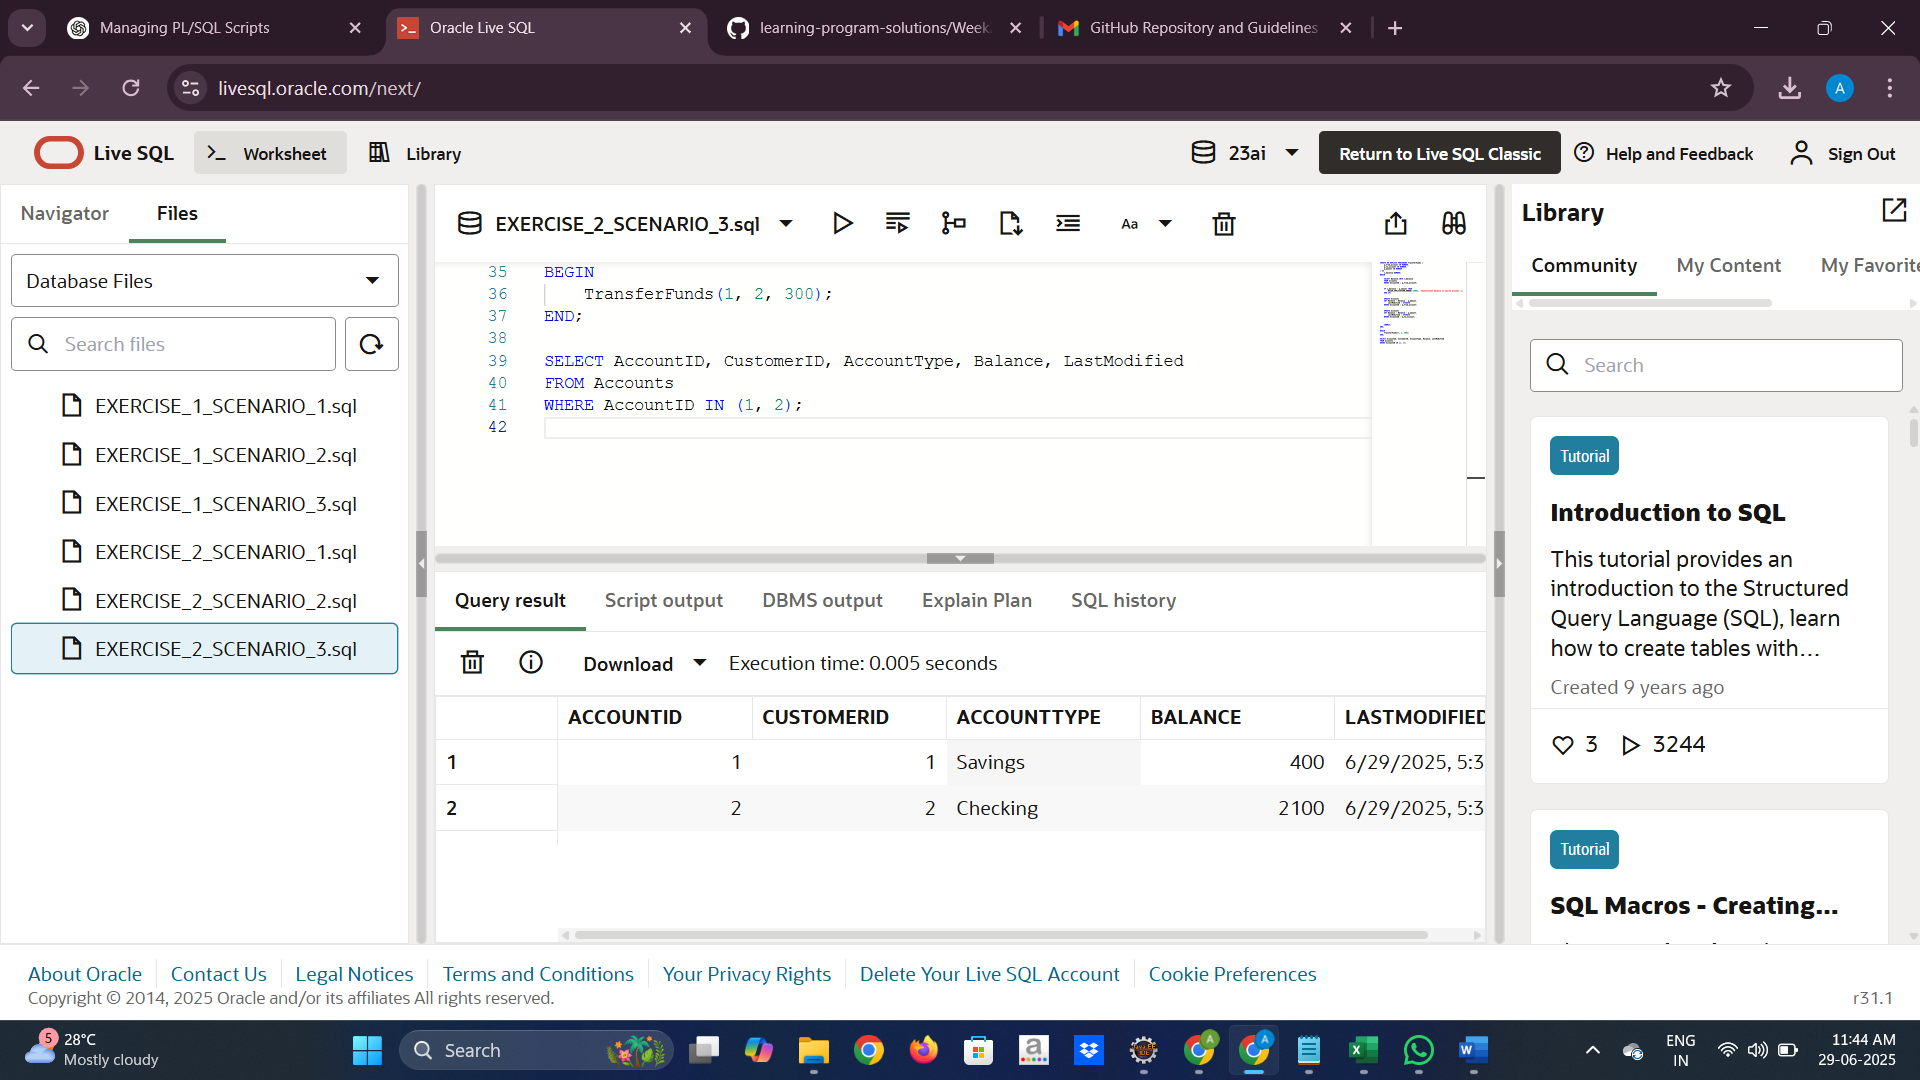 Managing PL/SQL Scripts
Oracle Live SQL
learning-program-solutions/Week
GitHub Repository and Guidelines
livesql.oracle.com/next/
A
Live SQL
Worksheet
Library
23ai
Return to Live SQL Classic
Help and Feedback
Sign Out
Navigator
Files
Database Files
Search files
EXERCISE_1_SCENARIO_1.sql
EXERCISE_1_SCENARIO_2.sql
EXERCISE_1_SCENARIO_3.sql
EXERCISE_2_SCENARIO_1.sql
EXERCISE_2_SCENARIO_2.sql
EXERCISE_2_SCENARIO_3.sql
EXERCISE_2_SCENARIO_3.sql
Aa
35 BEGIN
36 TransferFunds(1, 2, 300);
37 END;
38
39 SELECT AccountID, CustomerID, AccountType, Balance, LastModified
40 FROM Accounts
41 WHERE AccountID IN (1, 2);
42
Query result
Script output
DBMS output
Explain Plan
SQL history
Download
Execution time: 0.005 seconds
ACCOUNTID CUSTOMERID ACCOUNTTYPE BALANCE LASTMODIFIED
1 1 1 Savings 400 6/29/2025, 5:3
2 2 2 Checking 2100 6/29/2025, 5:3
Library
Community
My Content
My Favorite
Search
Tutorial
Introduction to SQL
This tutorial provides an
introduction to the Structured
Query Language (SQL), learn
how to create tables with...
Created 9 years ago
3 3244
Tutorial
SQL Macros - Creating...
About Oracle
Contact Us
Legal Notices
Terms and Conditions
Your Privacy Rights
Delete Your Live SQL Account
Cookie Preferences
Copyright © 2014, 2025 Oracle and/or its affiliates All rights reserved.
r31.1
5
28°C
Mostly cloudy
Search
ENG
IN
11:44 AM
29-06-2025